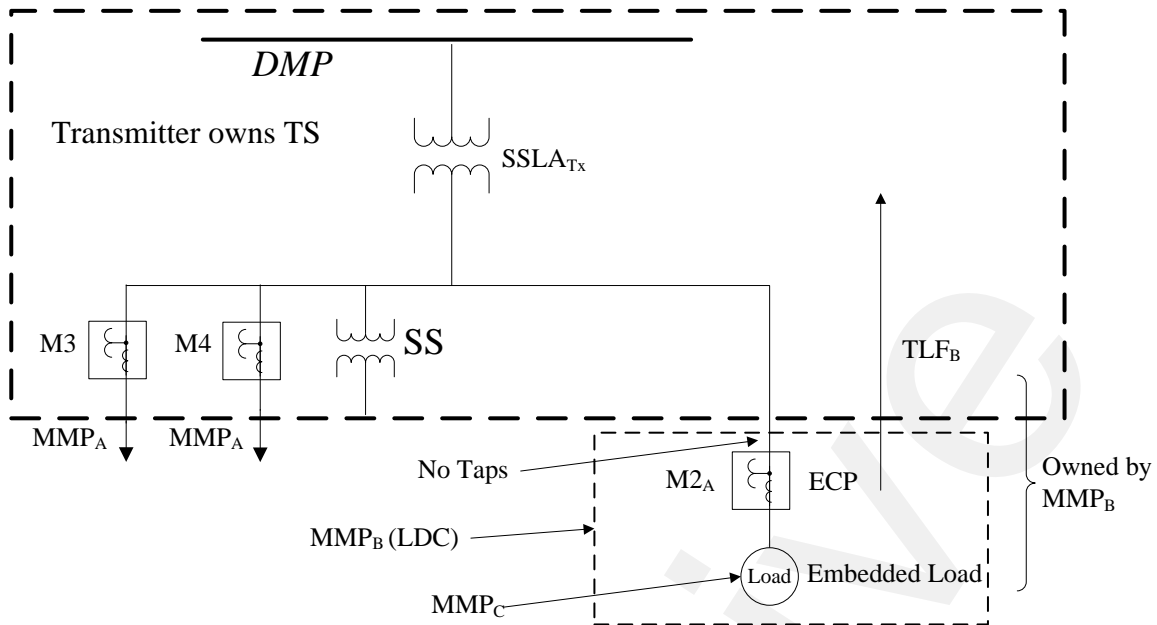 DMP
Transmitter owns TS
SSLATx
M3
M4
SS
TLFB
MMPA
MMPA
No Taps
M2A
ECP
Owned by
MMPB
MMPB (LDC)
Load
Embedded Load
MMPC